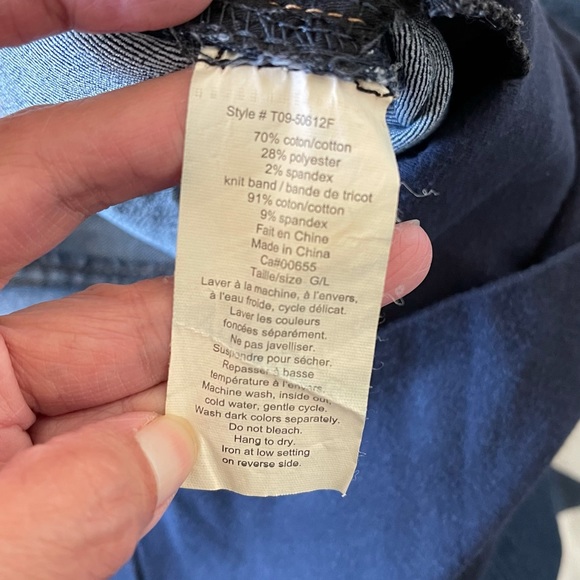 Style # T09-50612F
70% coton/cotton
28% polyester
2% spandex
knit band / bande de tricot
91% coton/cotton
9% spandex
Fait en Chine
Made in China
Ca#00655
Taille/size G/L
Laver à la machine, à l'envers,
à l'eau froide, cycle délicat.
Laver les couleurs
foncées séparément.
Ne pas javelliser.
Suspendre pour sécher.
Repasser à basse
température à l'envers.
Machine wash, inside out,
cold water, gentle cycle.
Wash dark colors separately.
Do not bleach.
Hang to dry.
Iron at low setting
on reverse side.